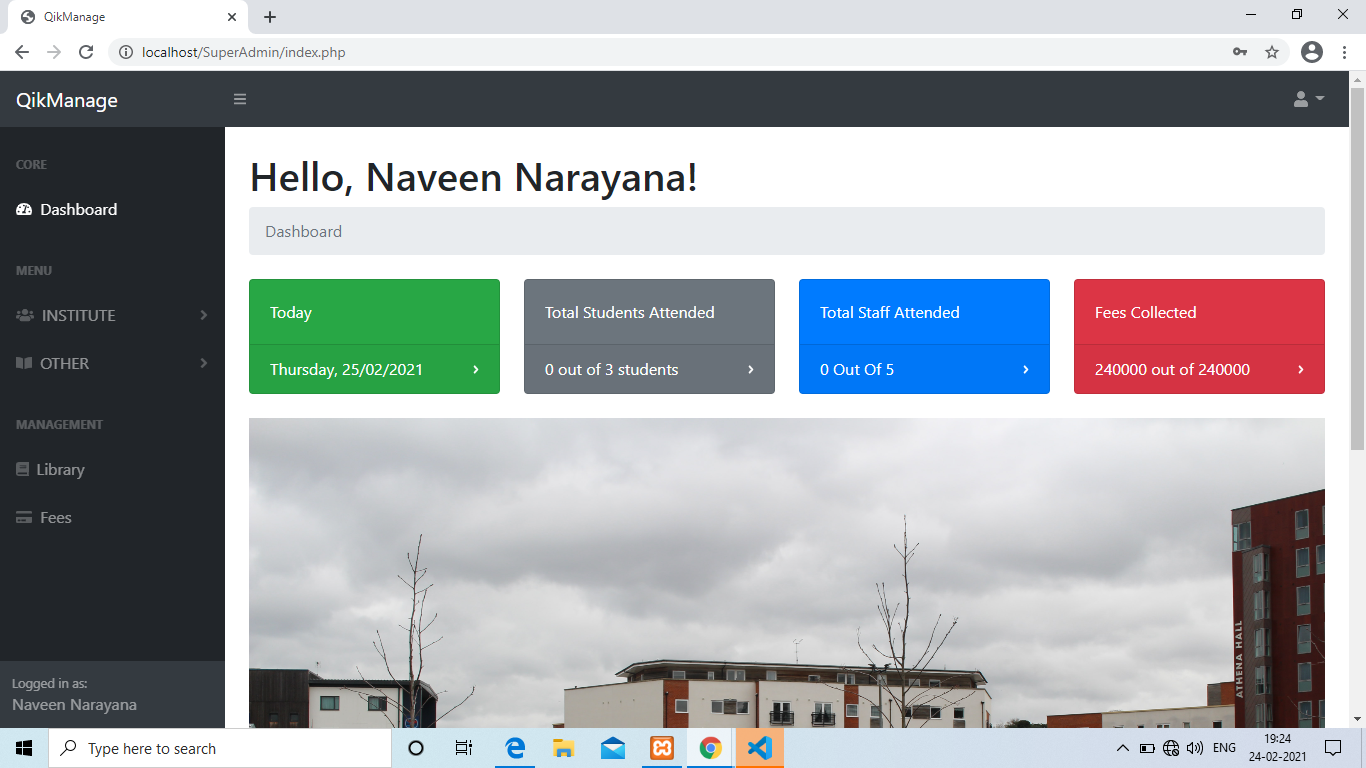 QikManage
localhost/SuperAdmin/index.php
QikManage
CORE
Dashboard
MENU
INSTITUTE
OTHER
MANAGEMENT
Library
Fees
Logged in as:
Naveen Narayana
Hello, Naveen Narayana!
Dashboard
Today
Thursday, 25/02/2021
Total Students Attended
0 out of 3 students
Total Staff Attended
0 Out Of 5
Fees Collected
240000 out of 240000
ATHENA HALL
Type here to search
ENG
19:24
24-02-2021